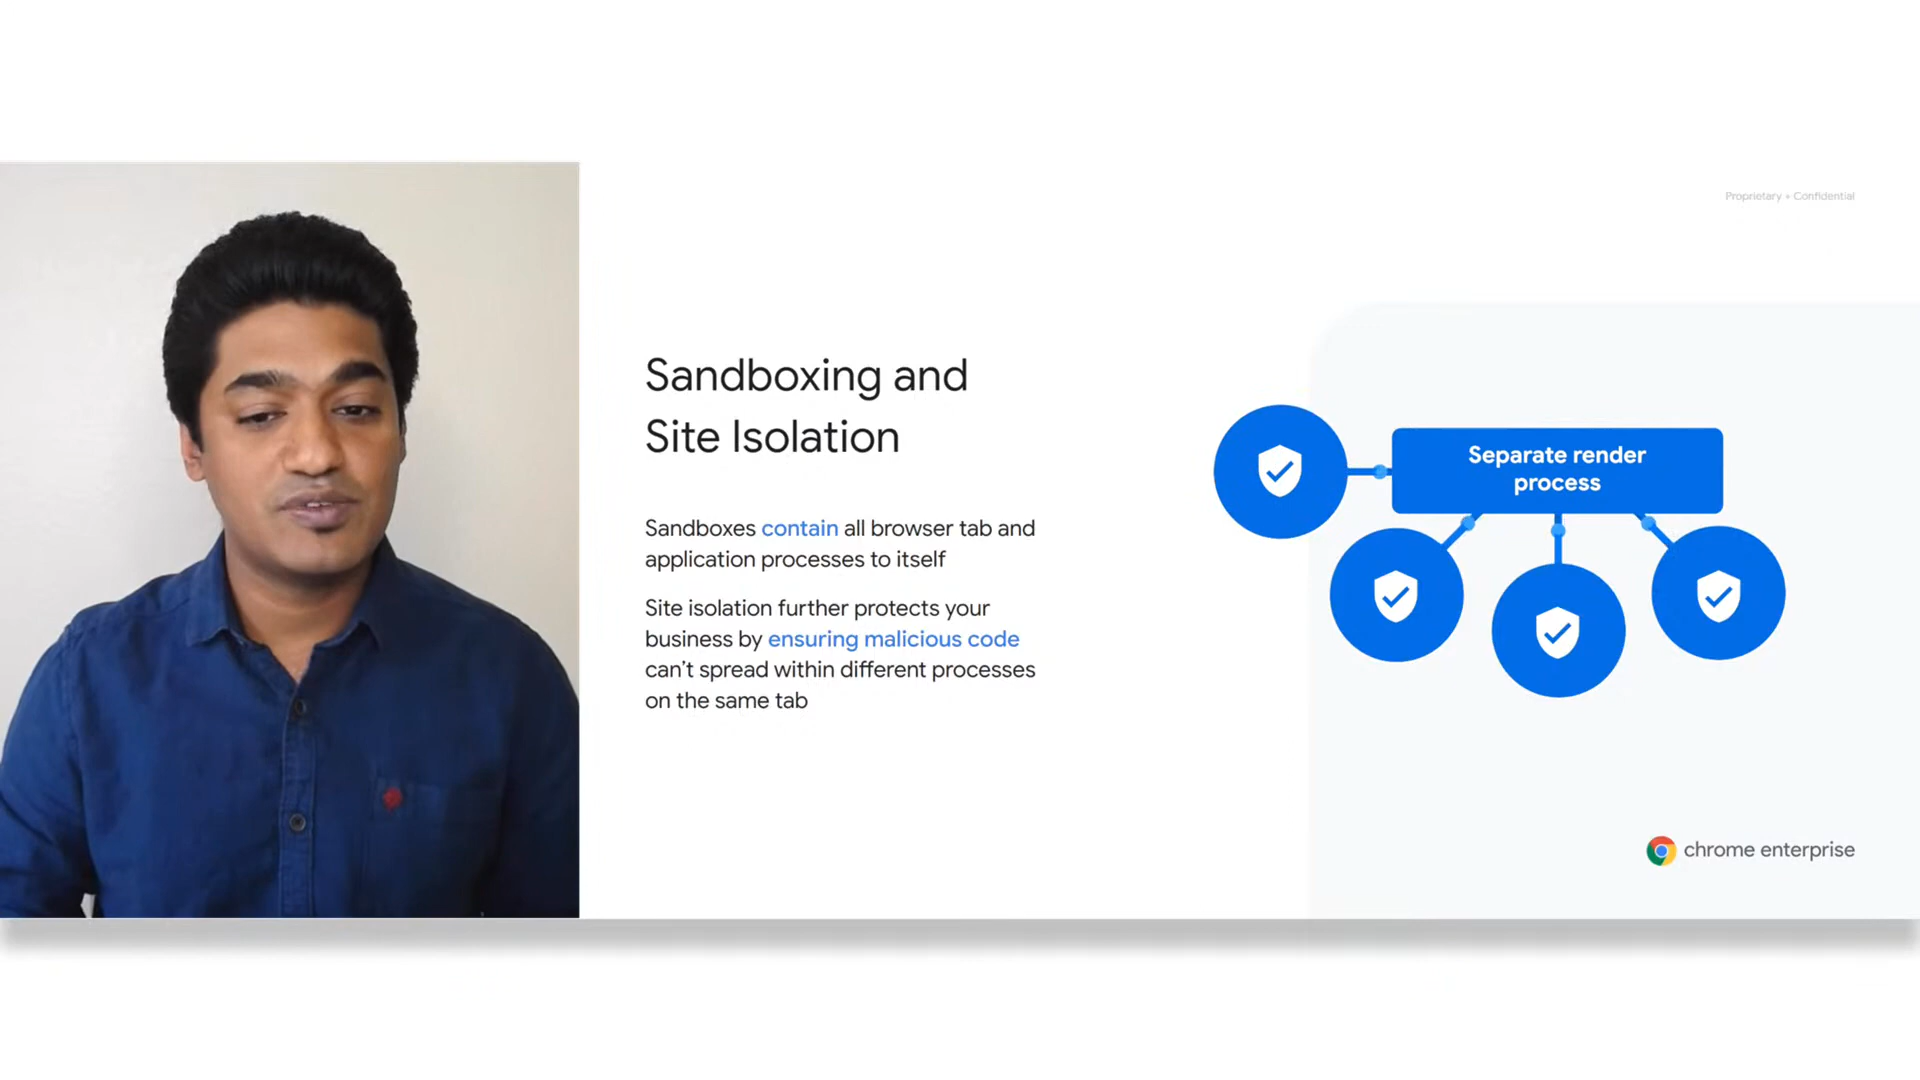 Proprietary + Confidential
Sandboxing and
Site Isolation
Sandboxes contain all browser tab and
application processes to itself
Site isolation further protects your
business by ensuring malicious code
can't spread within different processes
on the same tab
Separate render
process
chrome enterprise